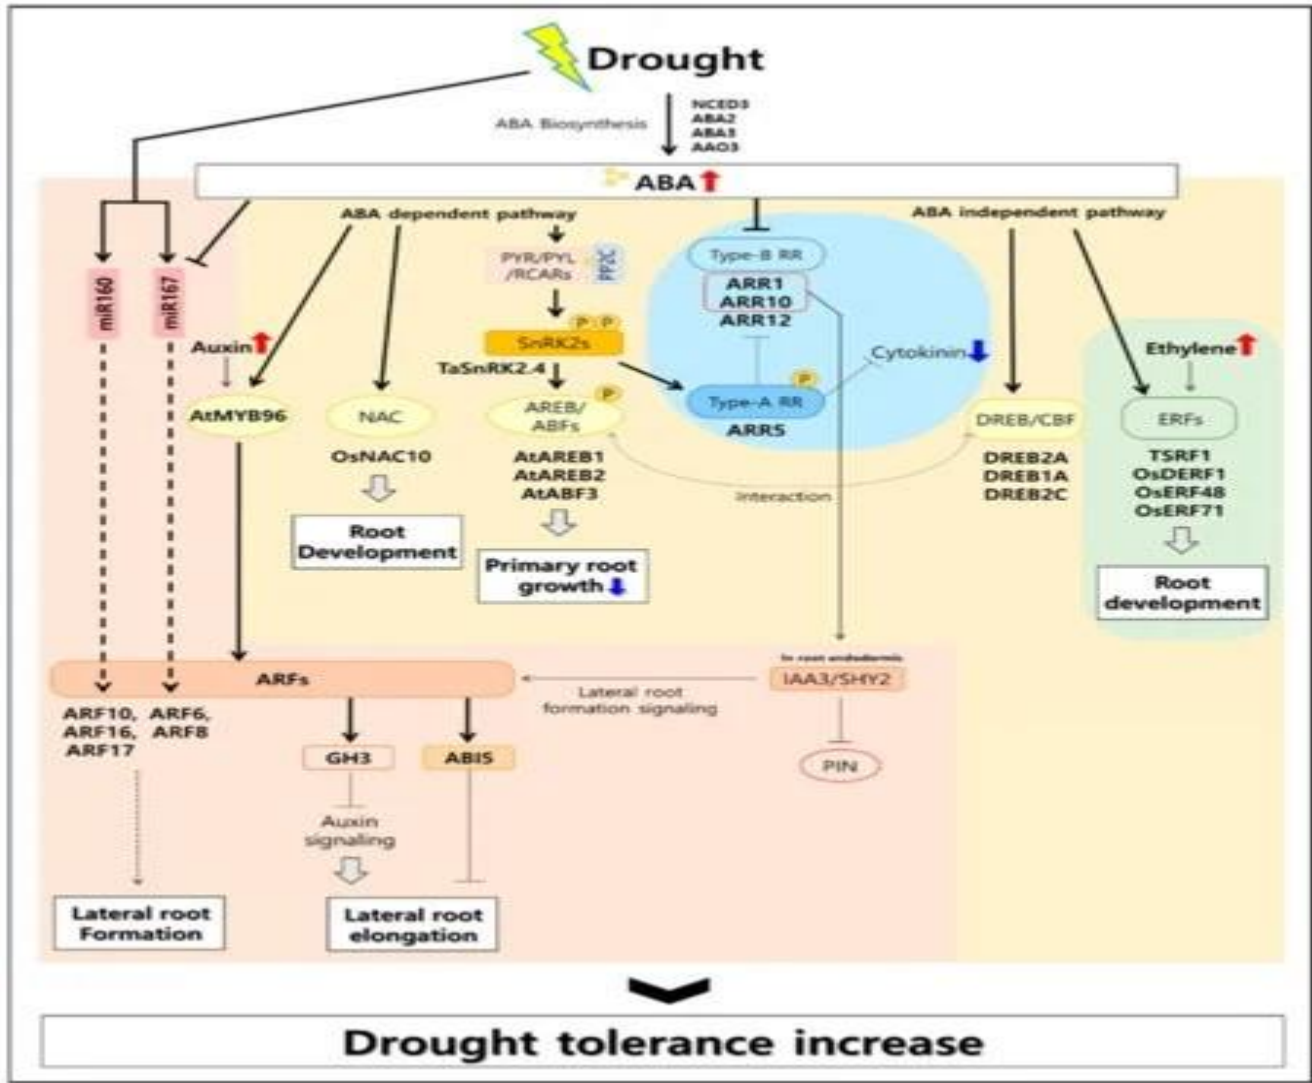 Drought
ABA Biosynthesis
NCED3
ABA2
ABA3
AAO3
ABA
ABA dependent pathway
ABA independent pathway
miR160
miR167
PYR/PYL
/RCARs
PP2C
Type-B RR
ARR1
ARR10
ARR12
P P
SnRK2s
TaSnRK2.4
Auxin
Cytokinin
Ethylene
AtMYB96
NAC
P
AREB/
ABFs
P
Type-A RR
ARR5
DREB/CBF
ERFs
OsNAC10
AtAREB1
AtAREB2
AtABF3
DREB2A
DREB1A
DREB2C
TSRF1
OsDERF1
OsERF48
OsERF71
Interaction
Root
Development
Primary root
growth
Root
development
In root endodermis
ARFs
IAA3/SHY2
Lateral root
formation signaling
ARF10,
ARF16,
ARF17
ARF6,
ARF8
GH3
ABI5
PIN
Auxin
signaling
Lateral root
Formation
Lateral root
elongation
Drought tolerance increase